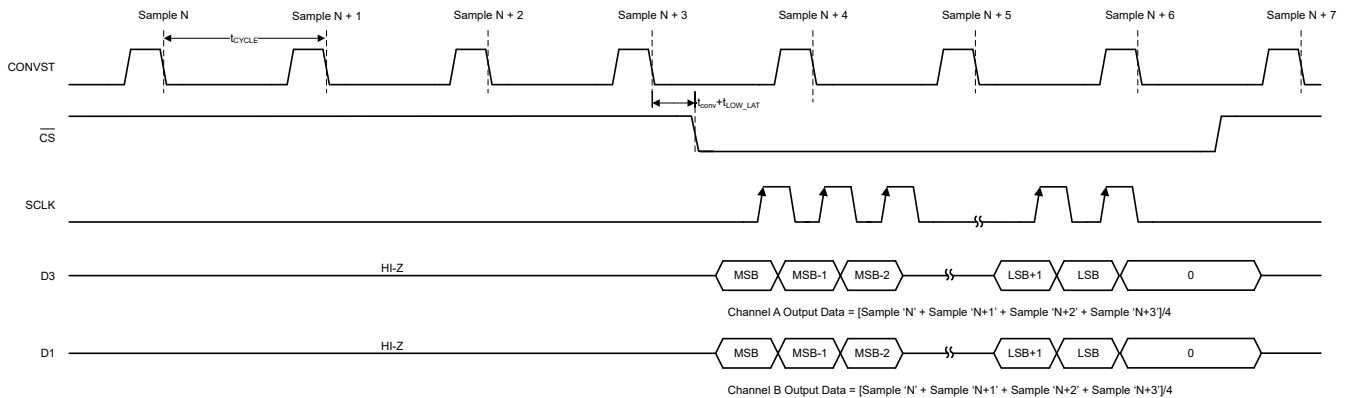 Sample N
Sample N + 1
Sample N + 2
Sample N + 3
Sample N + 4
Sample N + 5
Sample N + 6
Sample N + 7
tCYCLE
CONVST
tconv+tLOW_LAT
CS
SCLK
HI-Z
D3
MSB
MSB-1
MSB-2
LSB+1
LSB
0
Channel A Output Data = [Sample ‘N’ + Sample ‘N+1’ + Sample ‘N+2’ + Sample ‘N+3’]/4
HI-Z
D1
MSB
MSB-1
MSB-2
LSB+1
LSB
0
Channel B Output Data = [Sample ‘N’ + Sample ‘N+1’ + Sample ‘N+2’ + Sample ‘N+3’]/4